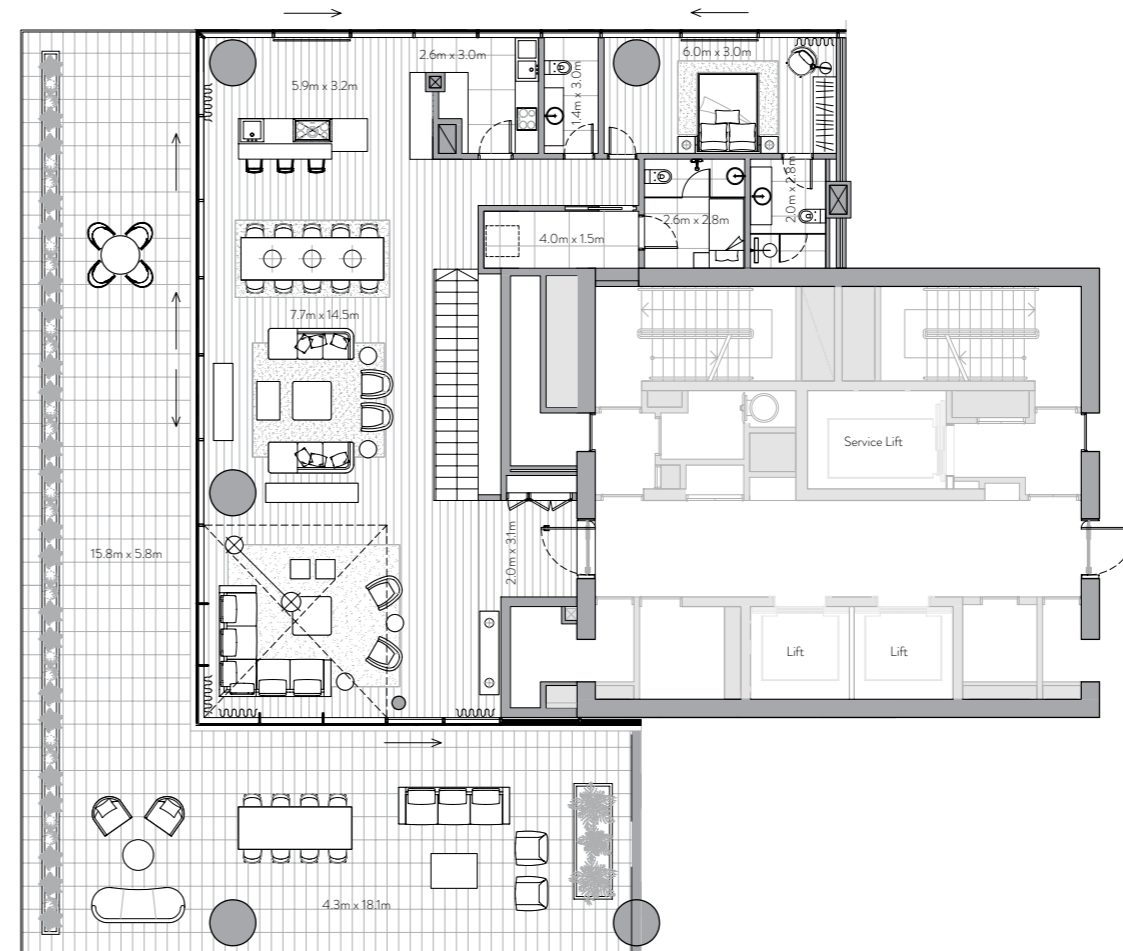 2.6m x 3.0m
6.0m x 3.0m
5.9m x 3.2m
1.4m x 3.0m
2.0m x 2.8m
2.6m x 2.8m
4.0m x 1.5m
7.7m x 14.5m
Service Lift
15.8m x 5.8m
2.0m x 3.1m
Lift
Lift
4.3m x 18.1m